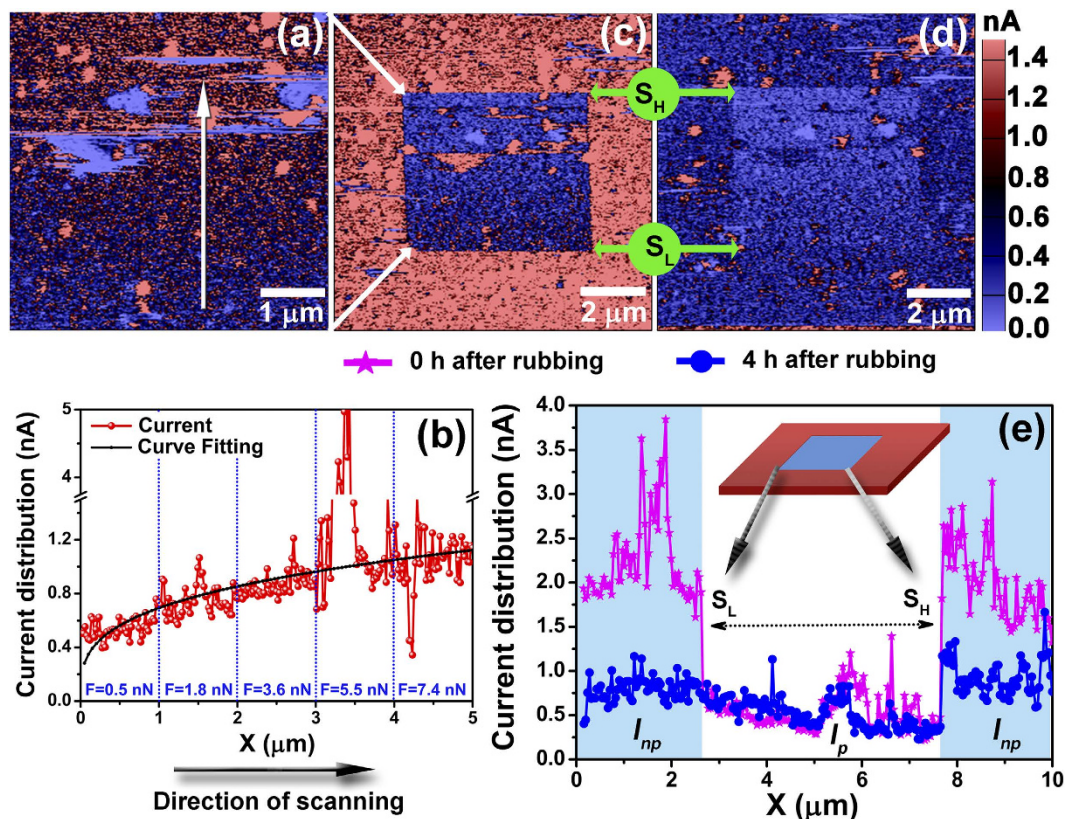 (a)
(c)
(d)
nA
1.4
1.2
1.0
0.8
0.6
0.4
0.2
0.0
S_H
S_L
1 μm
2 μm
2 μm
0 h after rubbing
4 h after rubbing
(b)
Current
Curve Fitting
Current distribution (nA)
5
4
1.2
0.8
0.4
0.0
F=0.5 nN
F=1.8 nN
F=3.6 nN
F=5.5 nN
F=7.4 nN
0 1 2 3 4 5
X (μm)
Direction of scanning
(e)
Current distribution (nA)
4.0
3.5
3.0
2.5
2.0
1.5
1.0
0.5
0.0
S_L
S_H
I_np
I_p
I_np
0 2 4 6 8 10
X (μm)